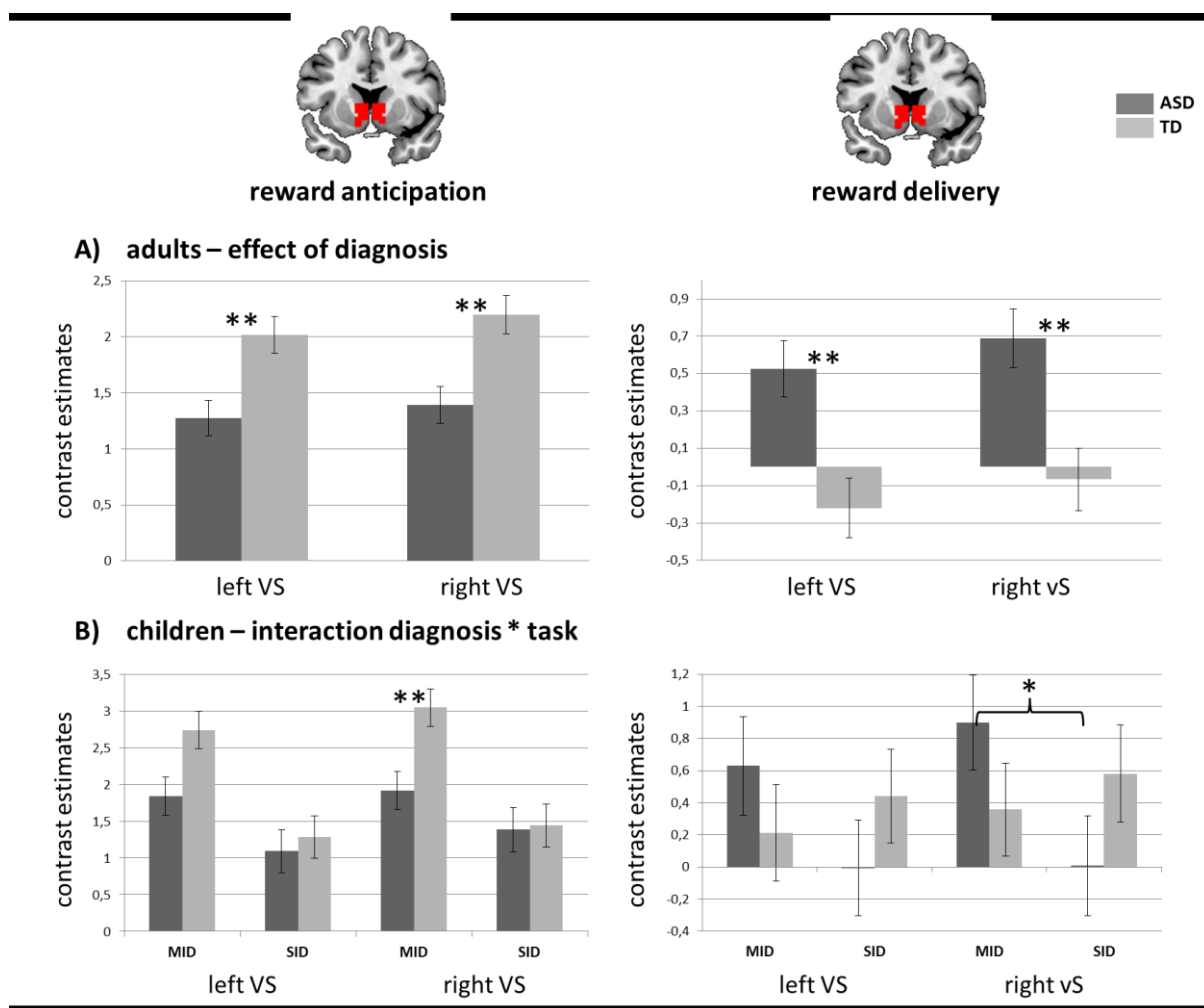 ASD
TD
reward anticipation
reward delivery
A) adults – effect of diagnosis
contrast estimates
2,5
2
1,5
1
0,5
0
**
**
left VS
right VS
contrast estimates
0,9
0,7
0,5
0,3
0,1
-0,1
-0,3
-0,5
**
**
left VS
right vS
B) children – interaction diagnosis * task
contrast estimates
3,5
3
2,5
2
1,5
1
0,5
0
**
MID SID MID SID
left VS
right VS
contrast estimates
1,2
1
0,8
0,6
0,4
0,2
0
-0,2
-0,4
*
MID SID MID SID
left VS
right vS